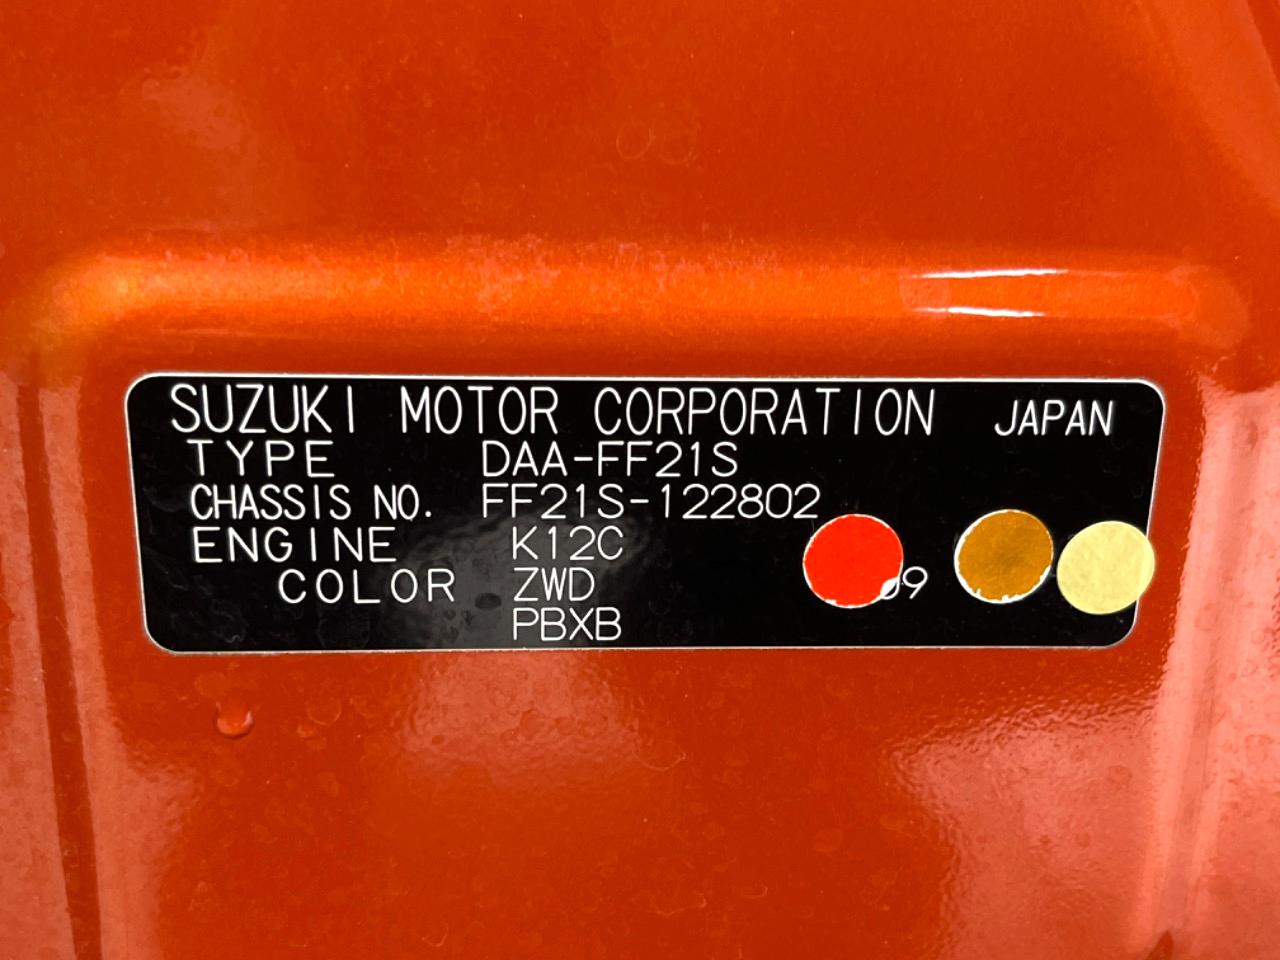 SUZUKI MOTOR CORPORATION JAPAN
TYPE DAA-FF21S
CHASSIS NO. FF21S-122802
ENGINE K12C
COLOR ZWD
PBXB